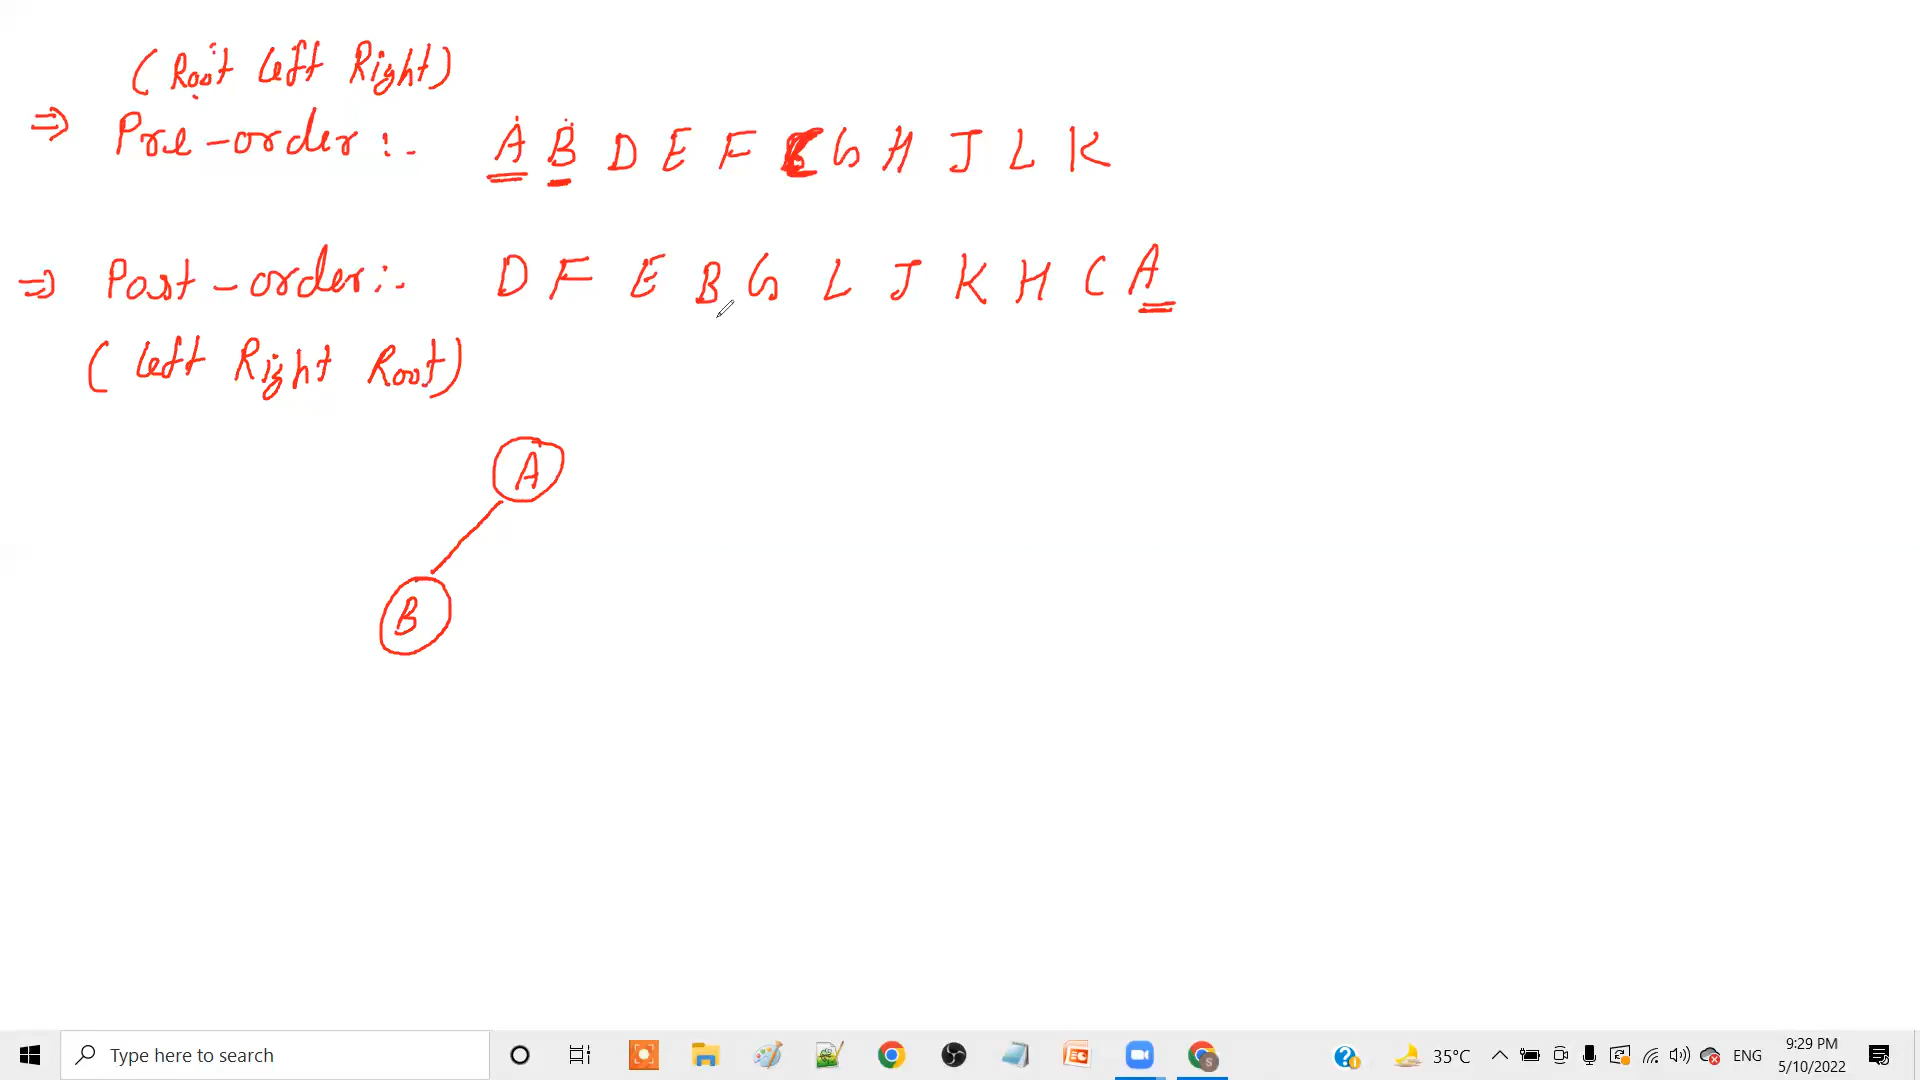 (Root Left Right)
⇒ Pre-order :- A B D E F C G H J L K
⇒ Post-order :- D F E B G L J K H C A
(Left Right Root)
A
B
Type here to search
35°C
ENG
9:29 PM
5/10/2022